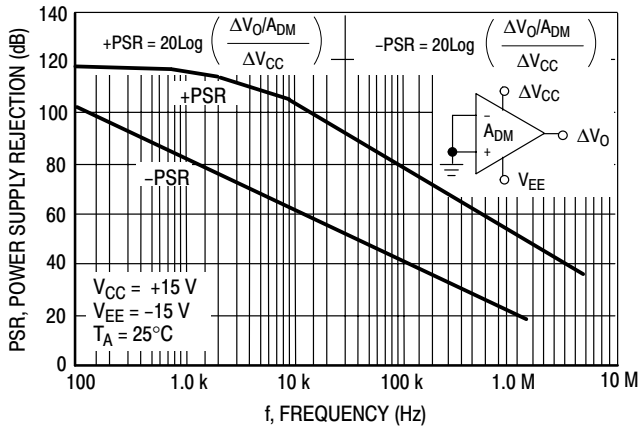 140
120
100
80
60
40
20
0
PSR, POWER SUPPLY REJECTION (dB)
+PSR = 20Log (ΔVO/ADM / ΔVCC)
−PSR = 20Log (ΔVO/ADM / ΔVCC)
+PSR
−PSR
ΔVCC
−
ADM
+
ΔVO
VEE
VCC = +15 V
VEE = −15 V
TA = 25°C
100
1.0 k
10 k
100 k
1.0 M
10 M
f, FREQUENCY (Hz)